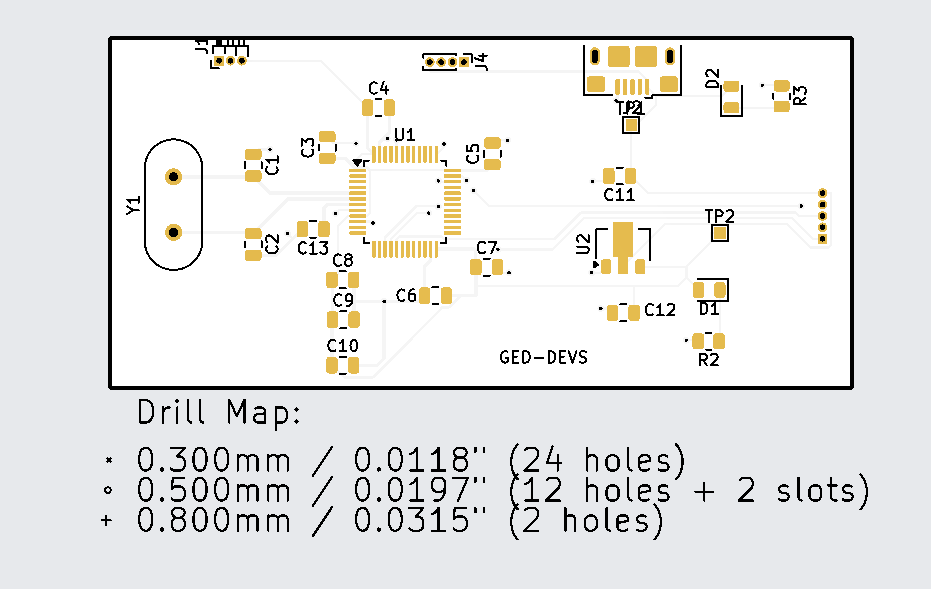 J1
J4
C4
D2
R3
J2
TP1
U1
C3
C1
C5
C11
Y1
TP2
C2
C13
C7
U2
C8
C6
C9
C12
D1
C10
GED-DEVS
R2
Drill Map:
0.300mm / 0.0118" (24 holes)
0.500mm / 0.0197" (12 holes + 2 slots)
0.800mm / 0.0315" (2 holes)